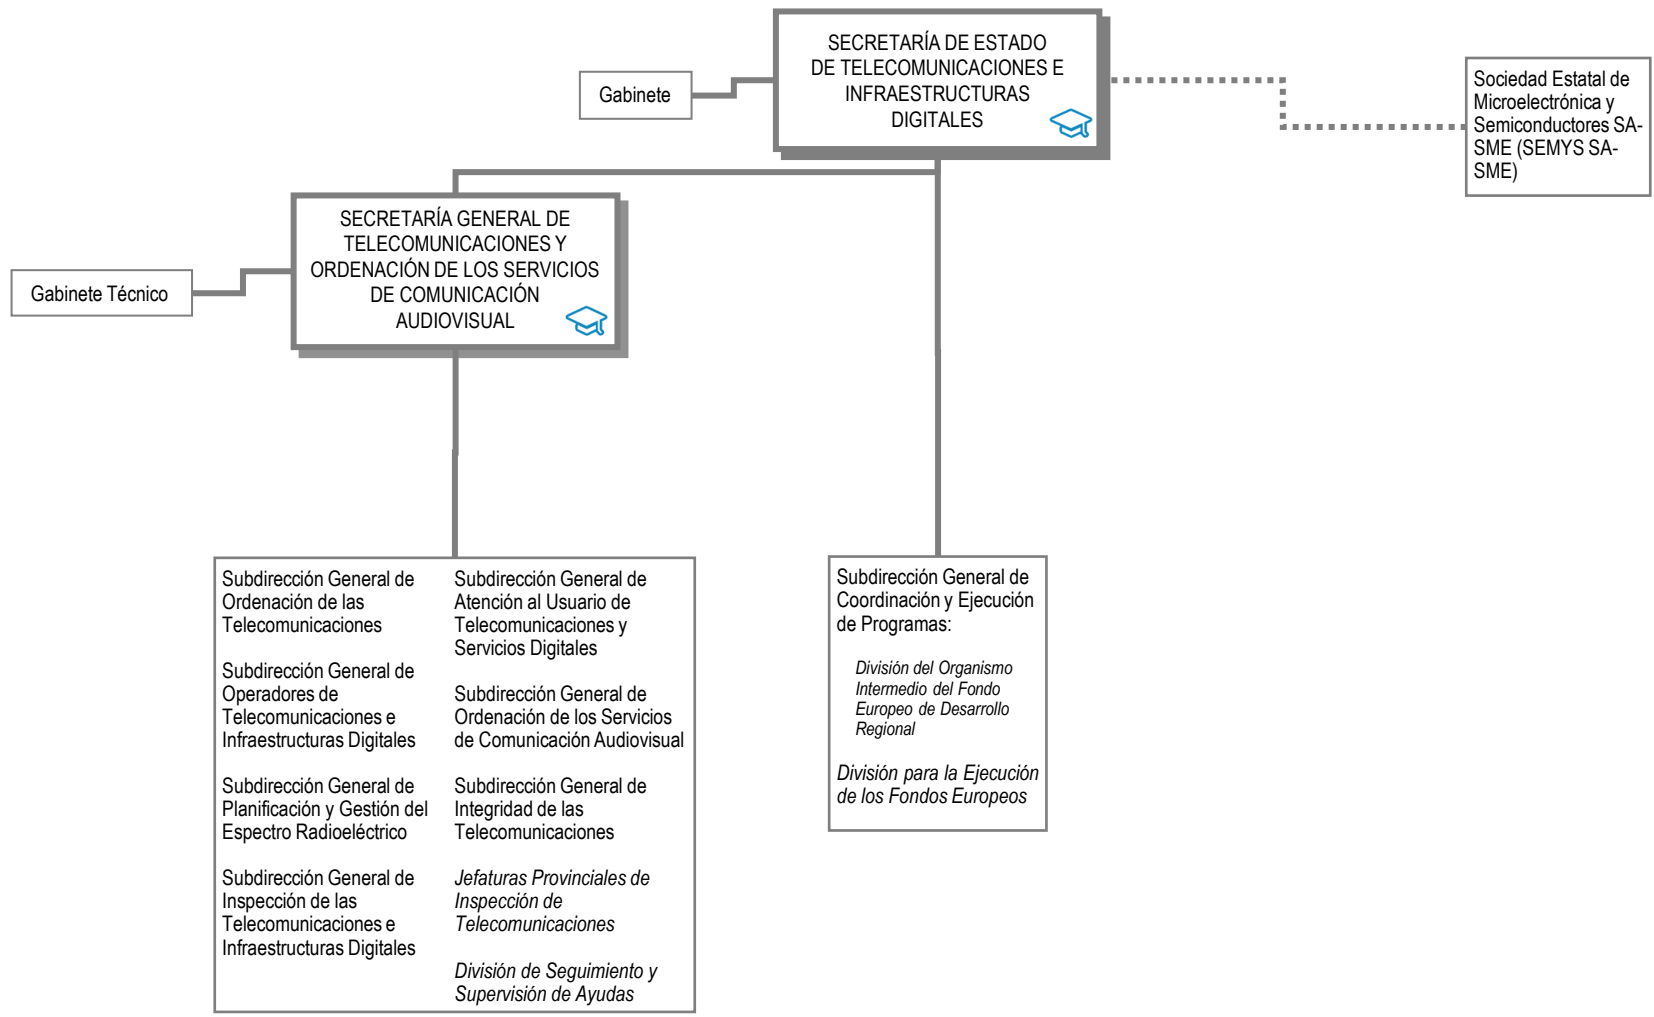 SECRETARÍA DE ESTADO
DE TELECOMUNICACIONES E
INFRAESTRUCTURAS
DIGITALES
Gabinete
Sociedad Estatal de
Microelectrónica y
Semiconductores SA-
SME (SEMYS SA-
SME)
SECRETARÍA GENERAL DE
TELECOMUNICACIONES Y
ORDENACIÓN DE LOS SERVICIOS
DE COMUNICACIÓN
AUDIOVISUAL
Gabinete Técnico
Subdirección General de
Ordenación de las
Telecomunicaciones
Subdirección General de
Operadores de
Telecomunicaciones e
Infraestructuras Digitales
Subdirección General de
Planificación y Gestión del
Espectro Radioeléctrico
Subdirección General de
Inspección de las
Telecomunicaciones e
Infraestructuras Digitales
Subdirección General de
Atención al Usuario de
Telecomunicaciones y
Servicios Digitales
Subdirección General de
Ordenación de los Servicios
de Comunicación Audiovisual
Subdirección General de
Integridad de las
Telecomunicaciones
Jefaturas Provinciales de
Inspección de
Telecomunicaciones
División de Seguimiento y
Supervisión de Ayudas
Subdirección General de
Coordinación y Ejecución
de Programas:
División del Organismo
Intermedio del Fondo
Europeo de Desarrollo
Regional
División para la Ejecución
de los Fondos Europeos